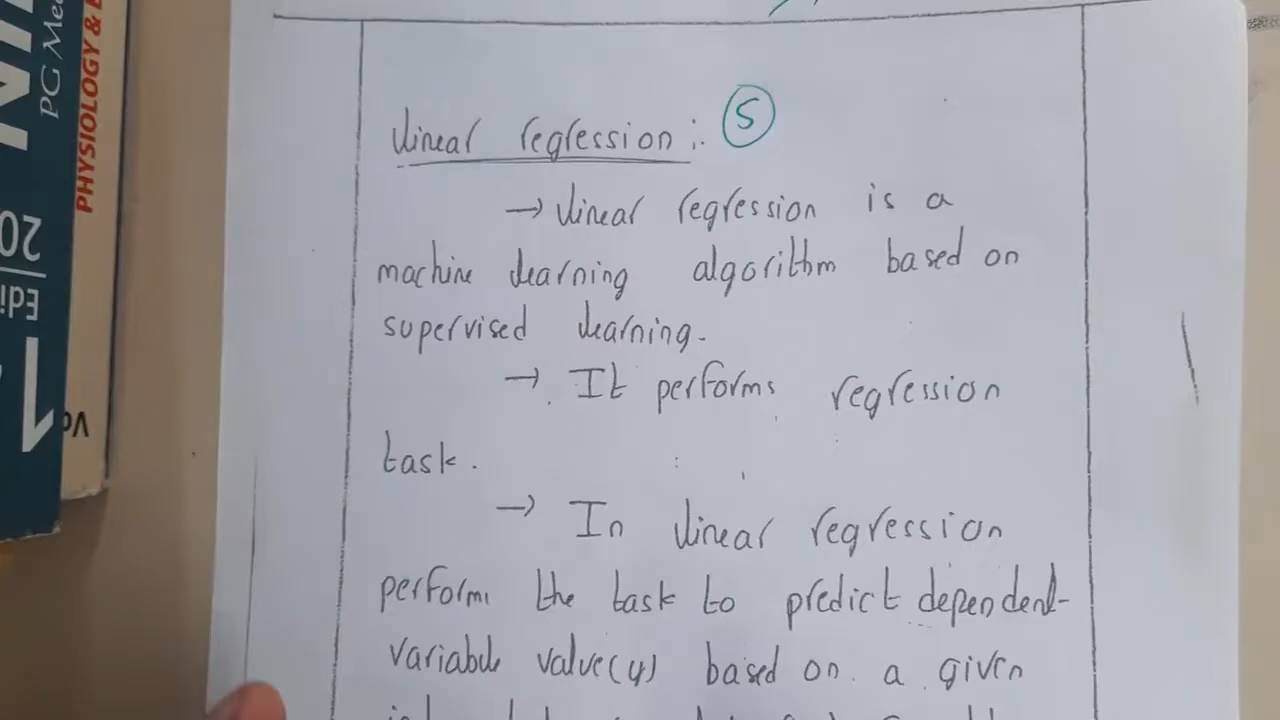 PG Med
PHYSIOLOGY &
20
Edi
1
Vo
Linear regression :- 5
→ Linear regression is a
machine learning algorithm based on
supervised learning.
→ It performs regression
task.
→ In linear regression
perform the task to predict dependent-
variable value(y) based on a given